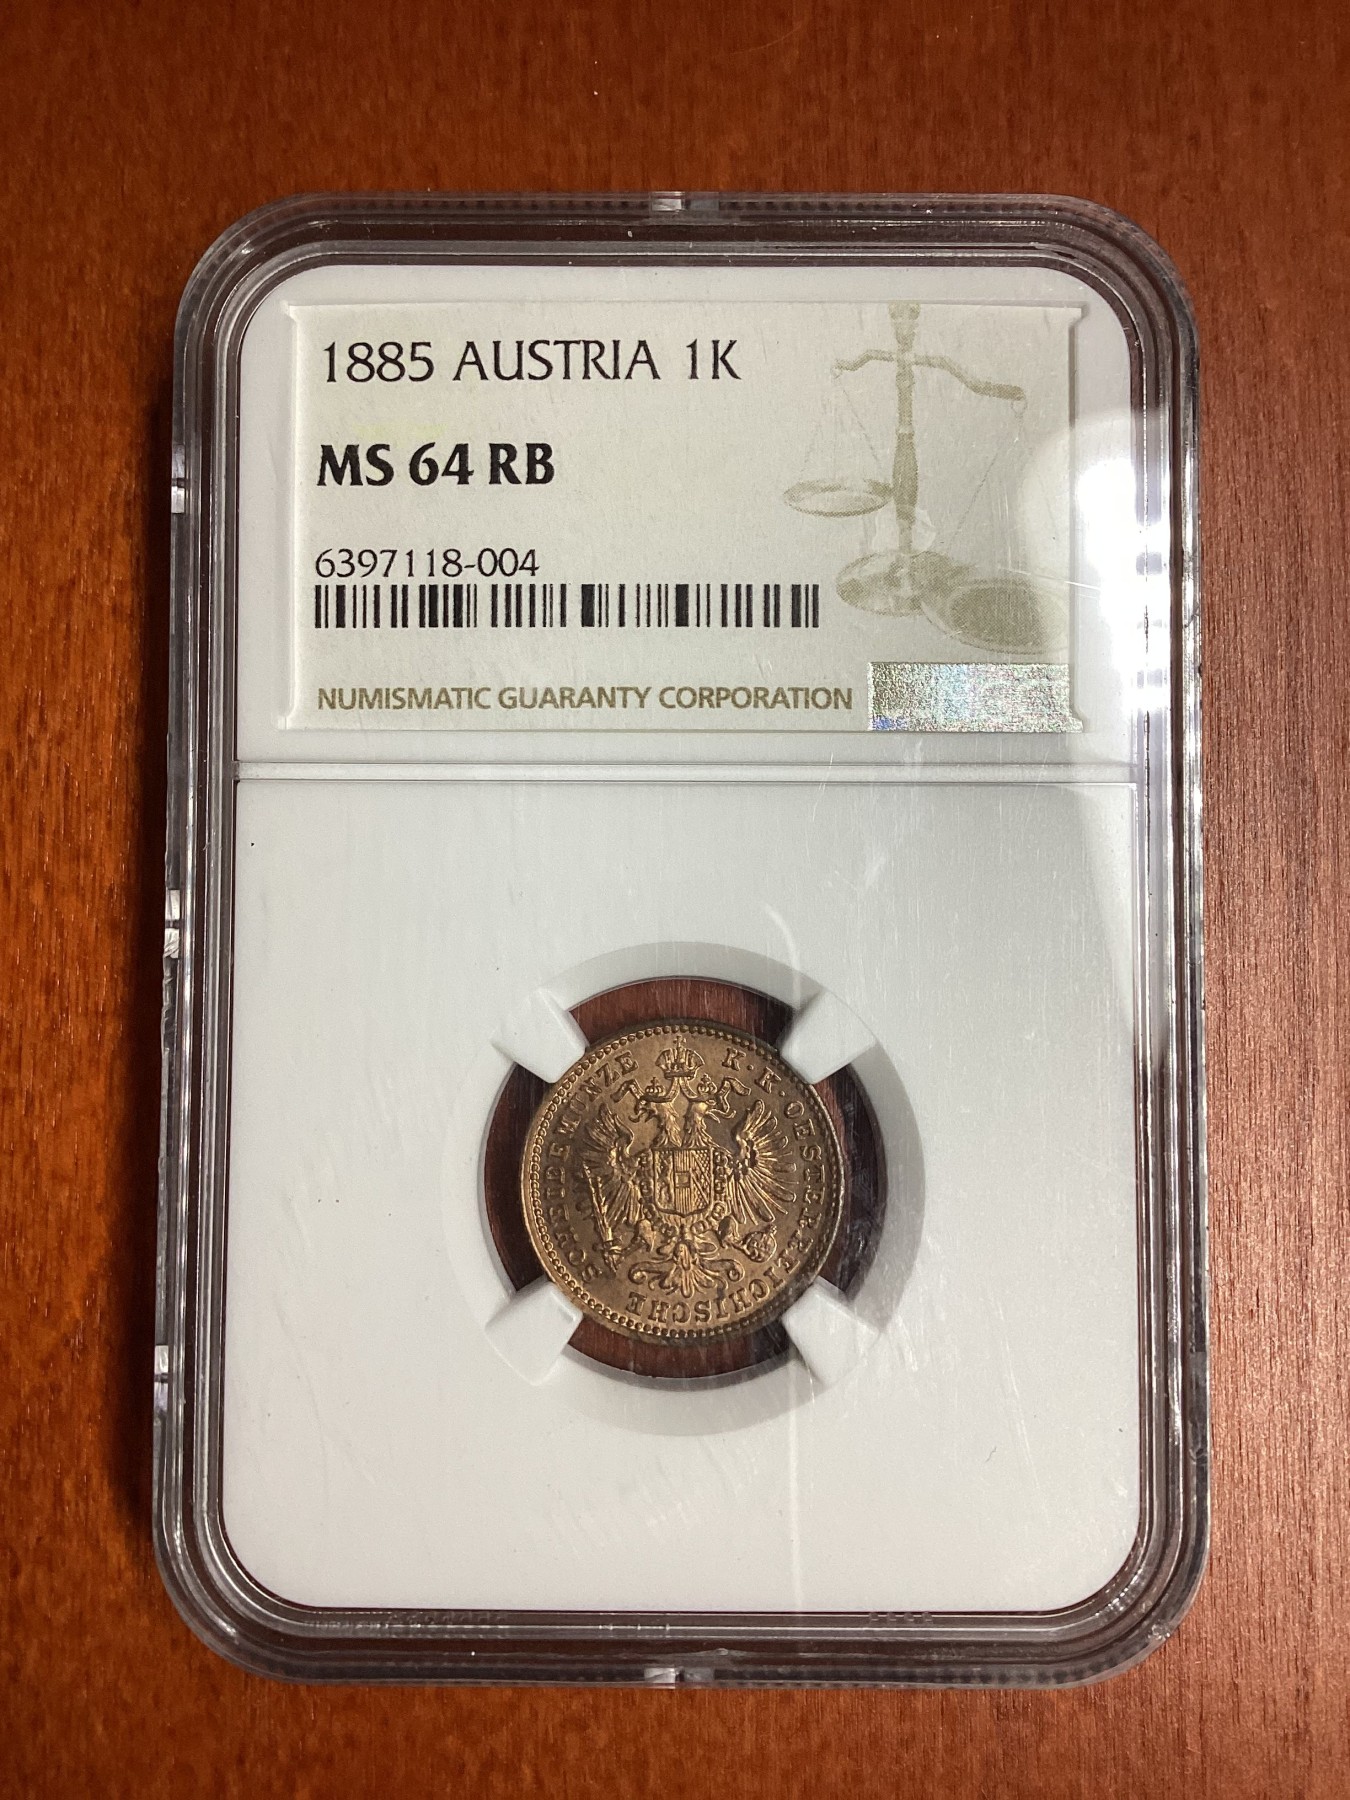 1885 AUSTRIA 1K
MS 64 RB
6397118-004
NUMISMATIC GUARANTY CORPORATION
K·K·OESTERREICHISCHE SCHEIDEMÜNZE